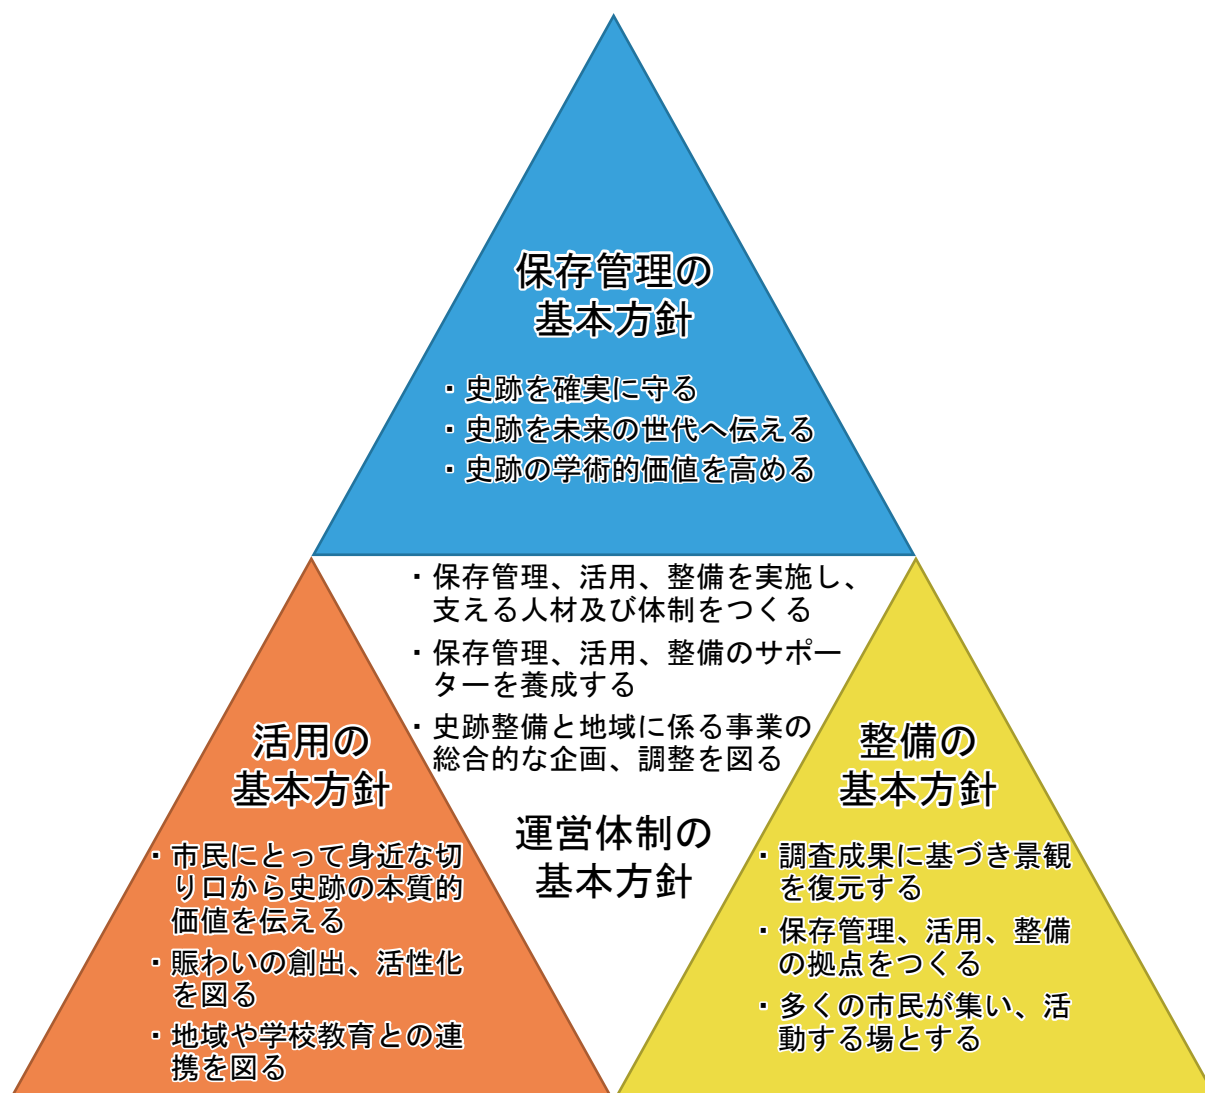 保存管理の
基本方針
・史跡を確実に守る
・史跡を未来の世代へ伝える
・史跡の学術的価値を高める
・保存管理、活用、整備を実施し、
支える人材及び体制をつくる
・保存管理、活用、整備のサポー
ターを養成する
・史跡整備と地域に係る事業の
総合的な企画、調整を図る
運営体制の
基本方針
活用の
基本方針
・市民にとって身近な切
り口から史跡の本質的
価値を伝える
・賑わいの創出、活性化
を図る
・地域や学校教育との連
携を図る
整備の
基本方針
・調査成果に基づき景観
を復元する
・保存管理、活用、整備
の拠点をつくる
・多くの市民が集い、活
動する場とする